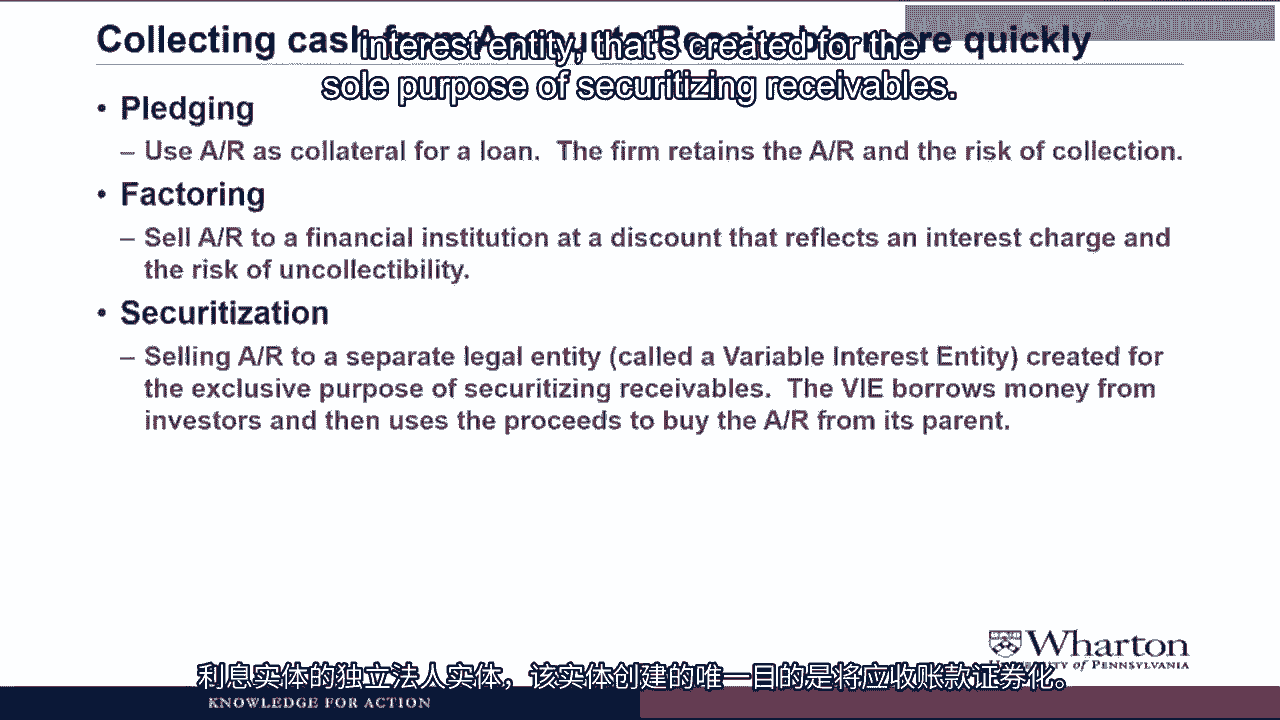 Collecting cash from Accounts Receivable more quickly
interest entity, that's created for the
sole purpose of securitizing receivables.
• Pledging
– Use A/R as collateral for a loan. The firm retains the A/R and the risk of collection.
• Factoring
– Sell A/R to a financial institution at a discount that reflects an interest charge and
the risk of uncollectibility.
• Securitization
– Selling A/R to a separate legal entity (called a Variable Interest Entity) created for
the exclusive purpose of securitizing receivables. The VIE borrows money from
investors and then uses the proceeds to buy the A/R from its parent.
Wharton
UNIVERSITY OF PENNSYLVANIA
利息实体的独立法人实体，该实体创建的唯一目的是将应收账款证券化。
KNOWLEDGE FOR ACTION